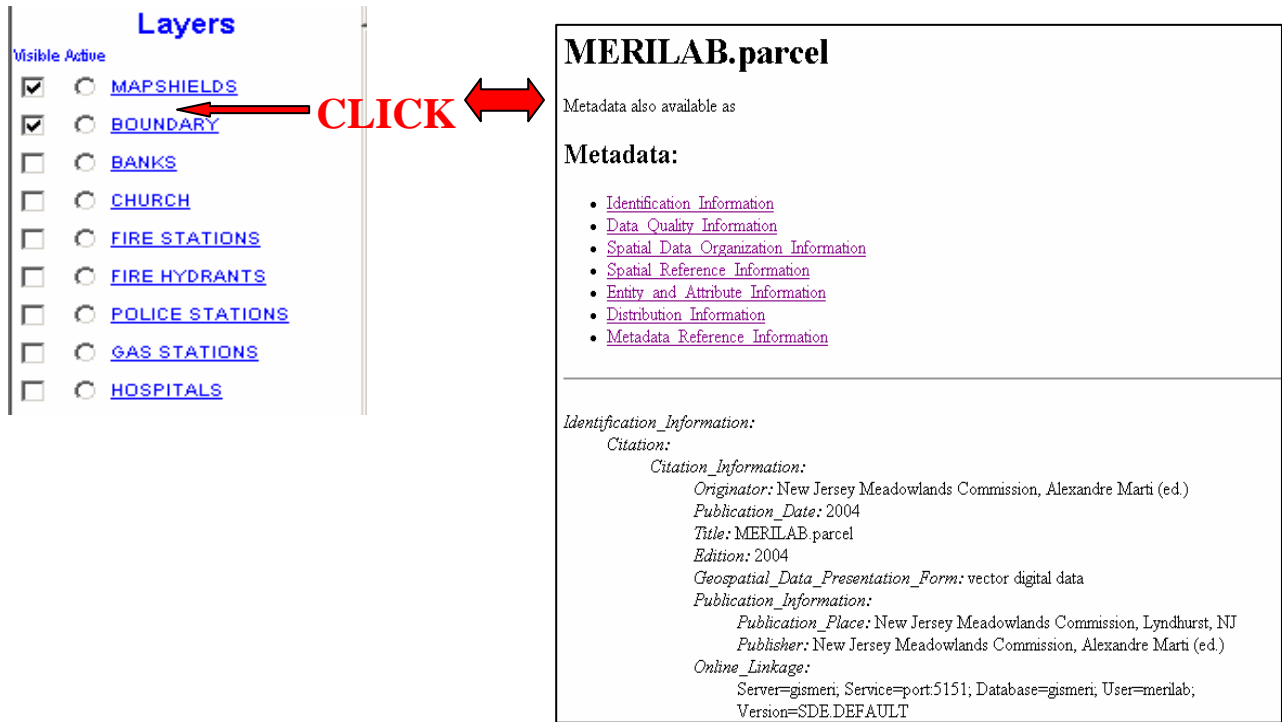 Layers
Visible Active
MAPSHIELDS
BOUNDARY
BANKS
CHURCH
FIRE STATIONS
FIRE HYDRANTS
POLICE STATIONS
GAS STATIONS
HOSPITALS
CLICK
MERILAB.parcel
Metadata also available as
Metadata:
• Identification_Information
• Data_Quality_Information
• Spatial_Data_Organization_Information
• Spatial_Reference_Information
• Entity_and_Attribute_Information
• Distribution_Information
• Metadata_Reference_Information
Identification_Information:
Citation:
Citation_Information:
Originator: New Jersey Meadowlands Commission, Alexandre Marti (ed.)
Publication_Date: 2004
Title: MERILAB.parcel
Edition: 2004
Geospatial_Data_Presentation_Form: vector digital data
Publication_Information:
Publication_Place: New Jersey Meadowlands Commission, Lyndhurst, NJ
Publisher: New Jersey Meadowlands Commission, Alexandre Marti (ed.)
Online_Linkage:
Server=gismeri; Service=port:5151; Database=gismeri; User=merilab;
Version=SDE.DEFAULT